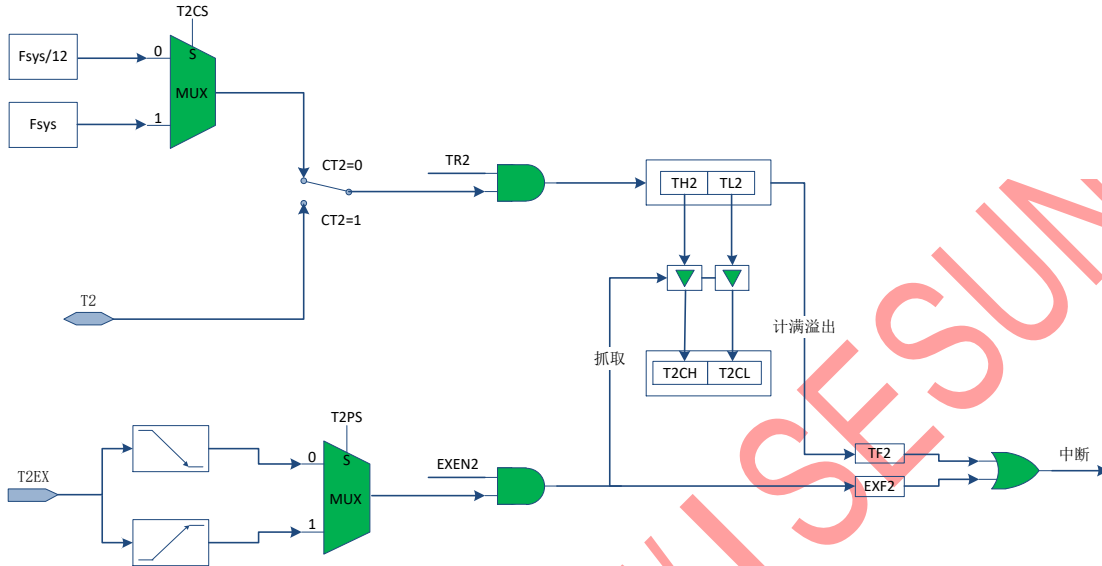 T2CS
Fsys/12
0
S
MUX
Fsys
1
CT2=0
TR2
TH2
TL2
CT2=1
T2
计满溢出
抓取
T2CH
T2CL
T2PS
T2EX
0
S
MUX
1
EXEN2
TF2
EXF2
中断
WISESUN